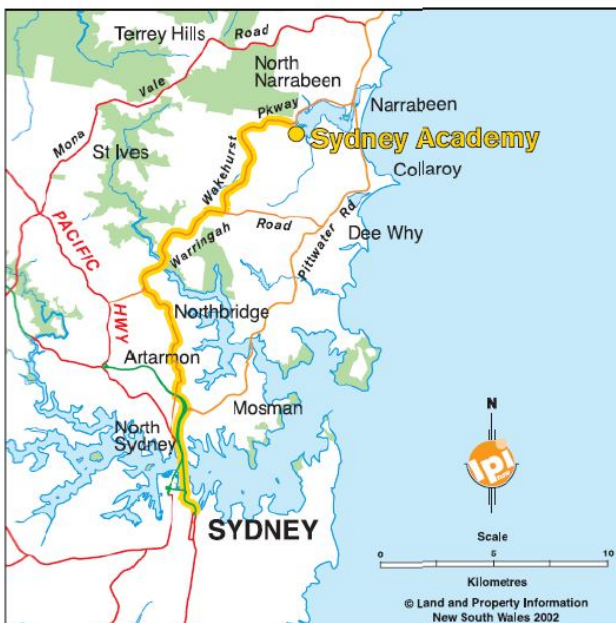 Terrey Hills
Road
North
Narrabeen
Vale
Pkway
Narrabeen
Mona
Sydney Academy
St Ives
Wakehurst
Collaroy
PACIFIC
Warringah
Road
Pittwater Rd
Dee Why
HWY
Northbridge
Artarmon
Mosman
North
Sydney
N
lpi
SYDNEY
Scale
0 5 10
Kilometres
© Land and Property Information
New South Wales 2002